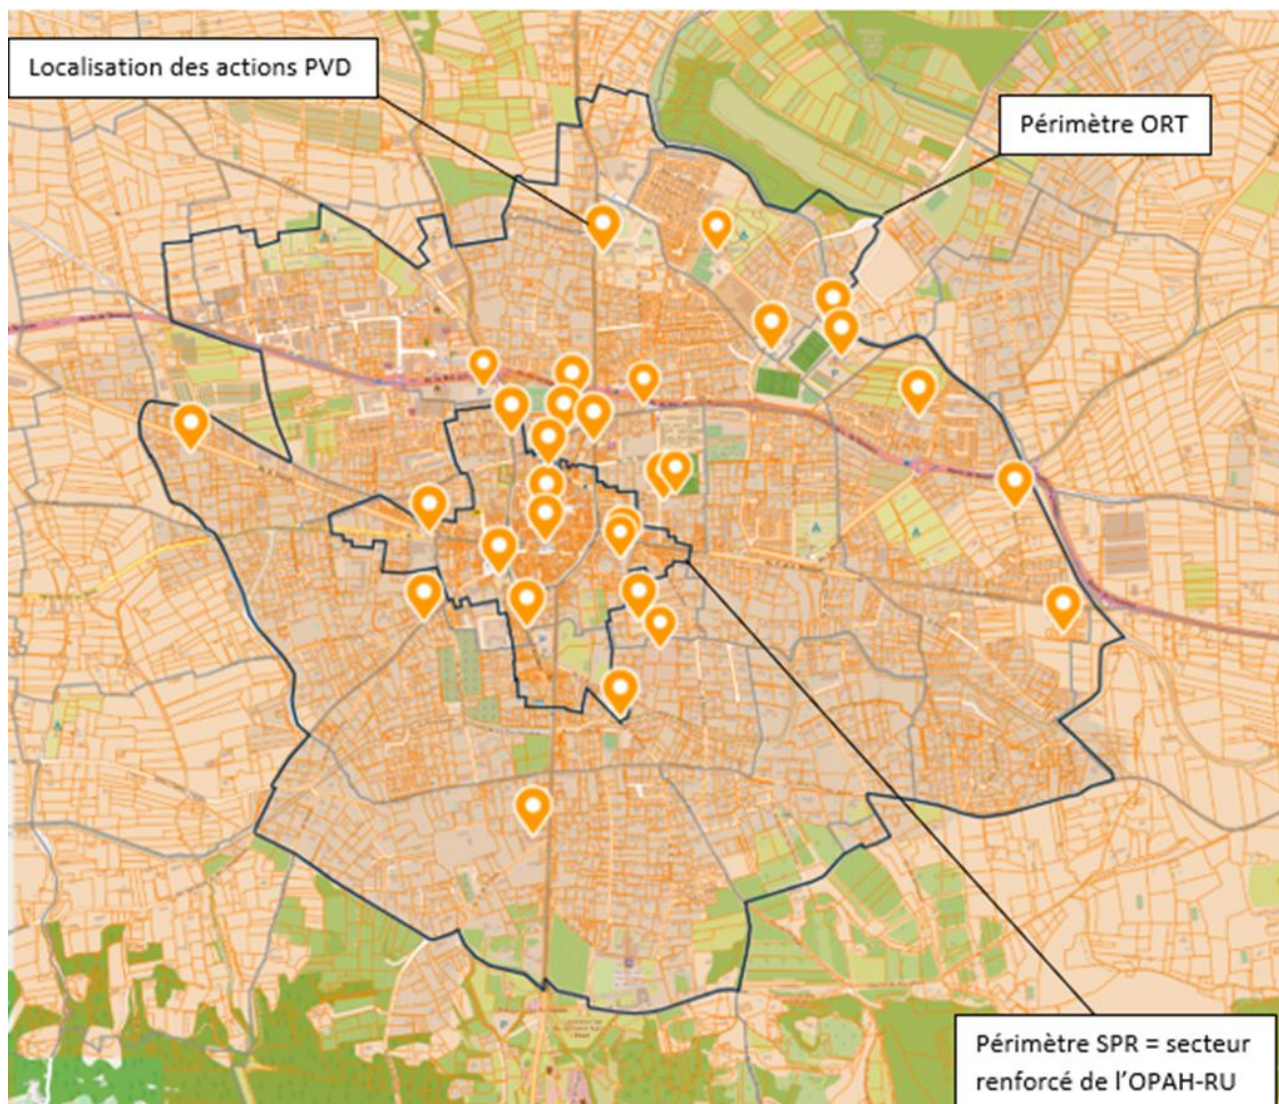 Localisation des actions PVD
Périmètre ORT
Périmètre SPR = secteur
renforcé de l'OPAH-RU